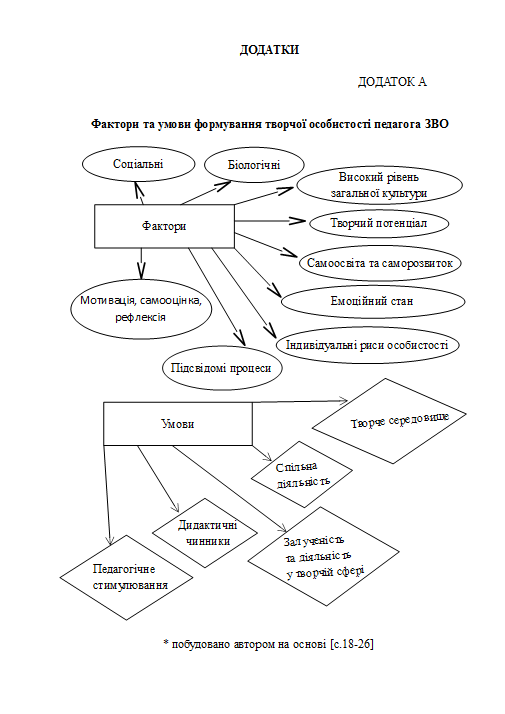 ДОДАТКИ
ДОДАТОК А
Фактори та умови формування творчої особистості педагога ЗВО
Соціальні
Біологічні
Високий рівень
загальної культури
Фактори
Творчий потенціал
Самоосвіта та саморозвиток
Мотивація, самооцінка,
рефлексія
Емоційний стан
Індивідуальні риси особистості
Підсвідомі процеси
Умови
Творче середовище
Спільна
діяльність
Дидактичні
чинники
Залученість
та діяльність
у творчій сфері
Педагогічне
стимулювання
* побудовано автором на основі [с.18-26]